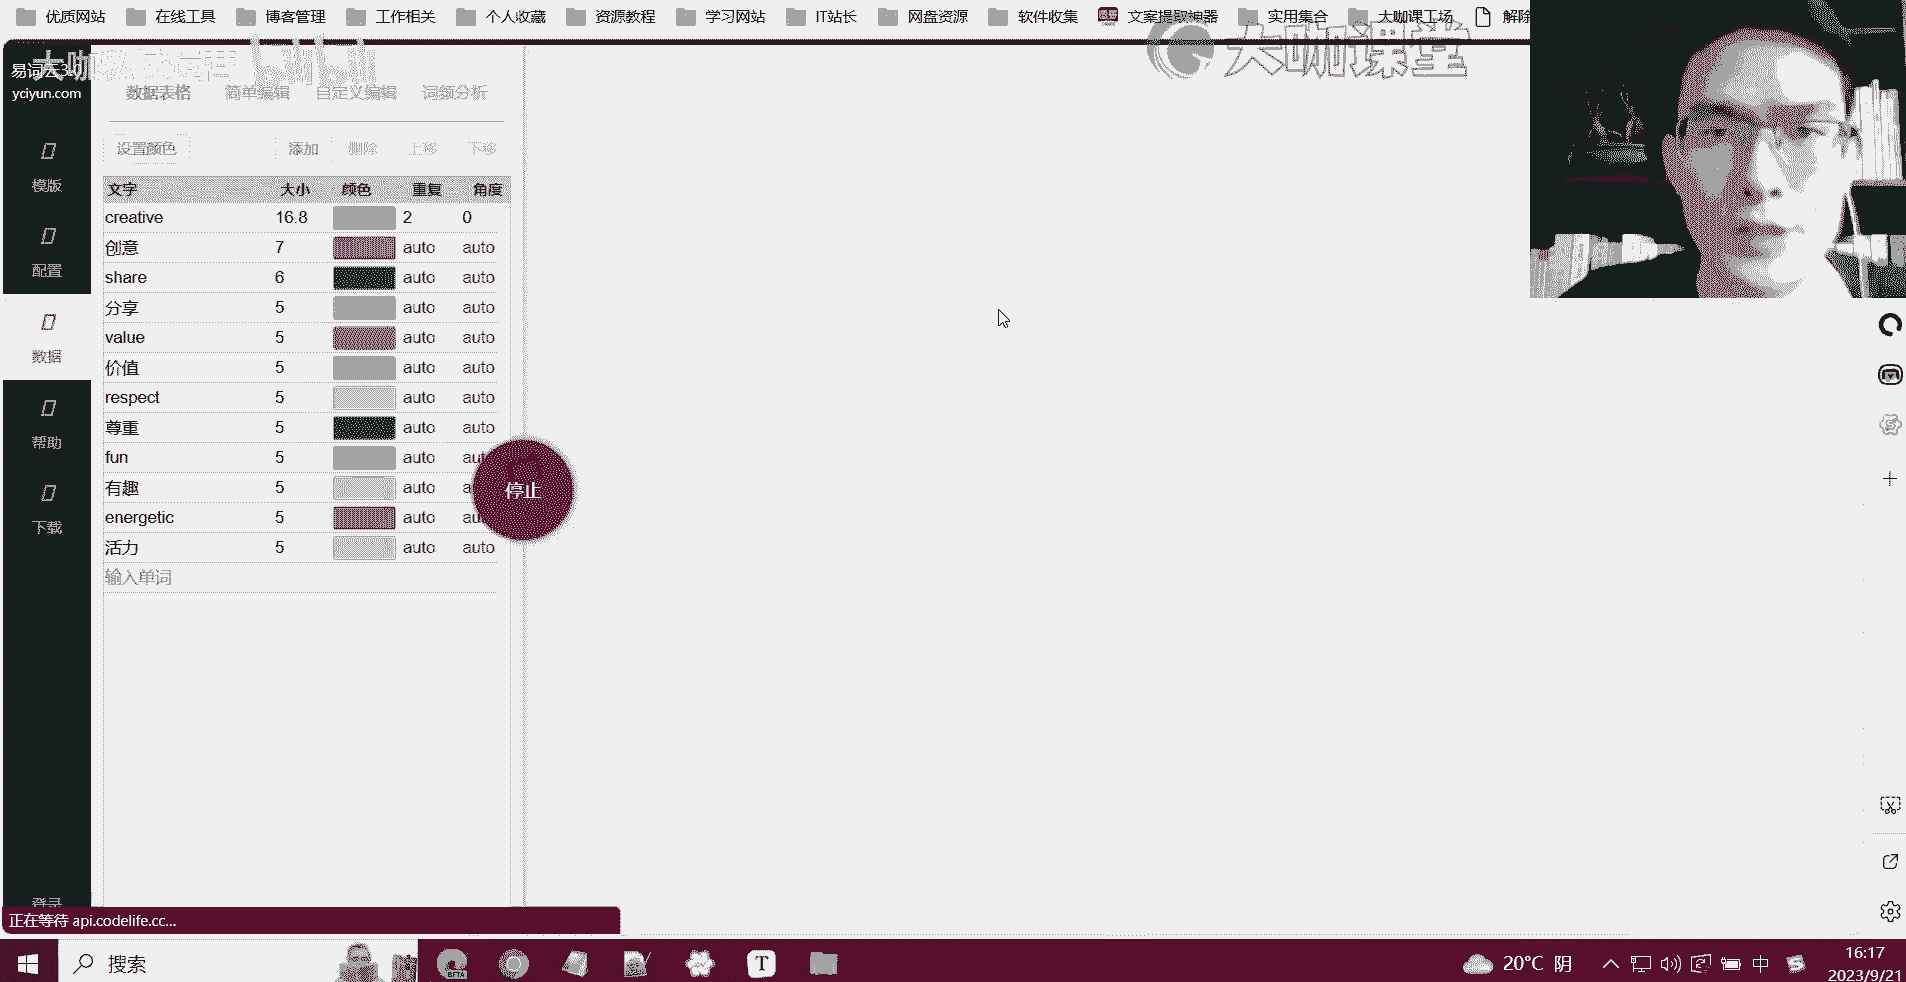 优质网站 在线工具 博客管理 工作相关 个人收藏 资源教程 学习网站 IT站长 网盘资源 软件收集 文案提取神器 实用集合 大咖课工场 解除
大咖课堂
bilibili
易词云3
yciyun.com
数据表格 简单编辑 自定义编辑 词频分析
设置颜色 添加 删除 上移 下移
文字 大小 颜色 重复 角度
creative 16.8 2 0
创意 7 auto auto
share 6 auto auto
分享 5 auto auto
value 5 auto auto
价值 5 auto auto
respect 5 auto auto
尊重 5 auto auto
fun 5 auto au
有趣 5 auto a
energetic 5 auto au
活力 5 auto auto
输入单词
停止
模版
配置
数据
帮助
下载
登录
正在等待 api.codelife.cc...
搜索
BETA
T
20°C 阴
中
16:17
2023/9/21